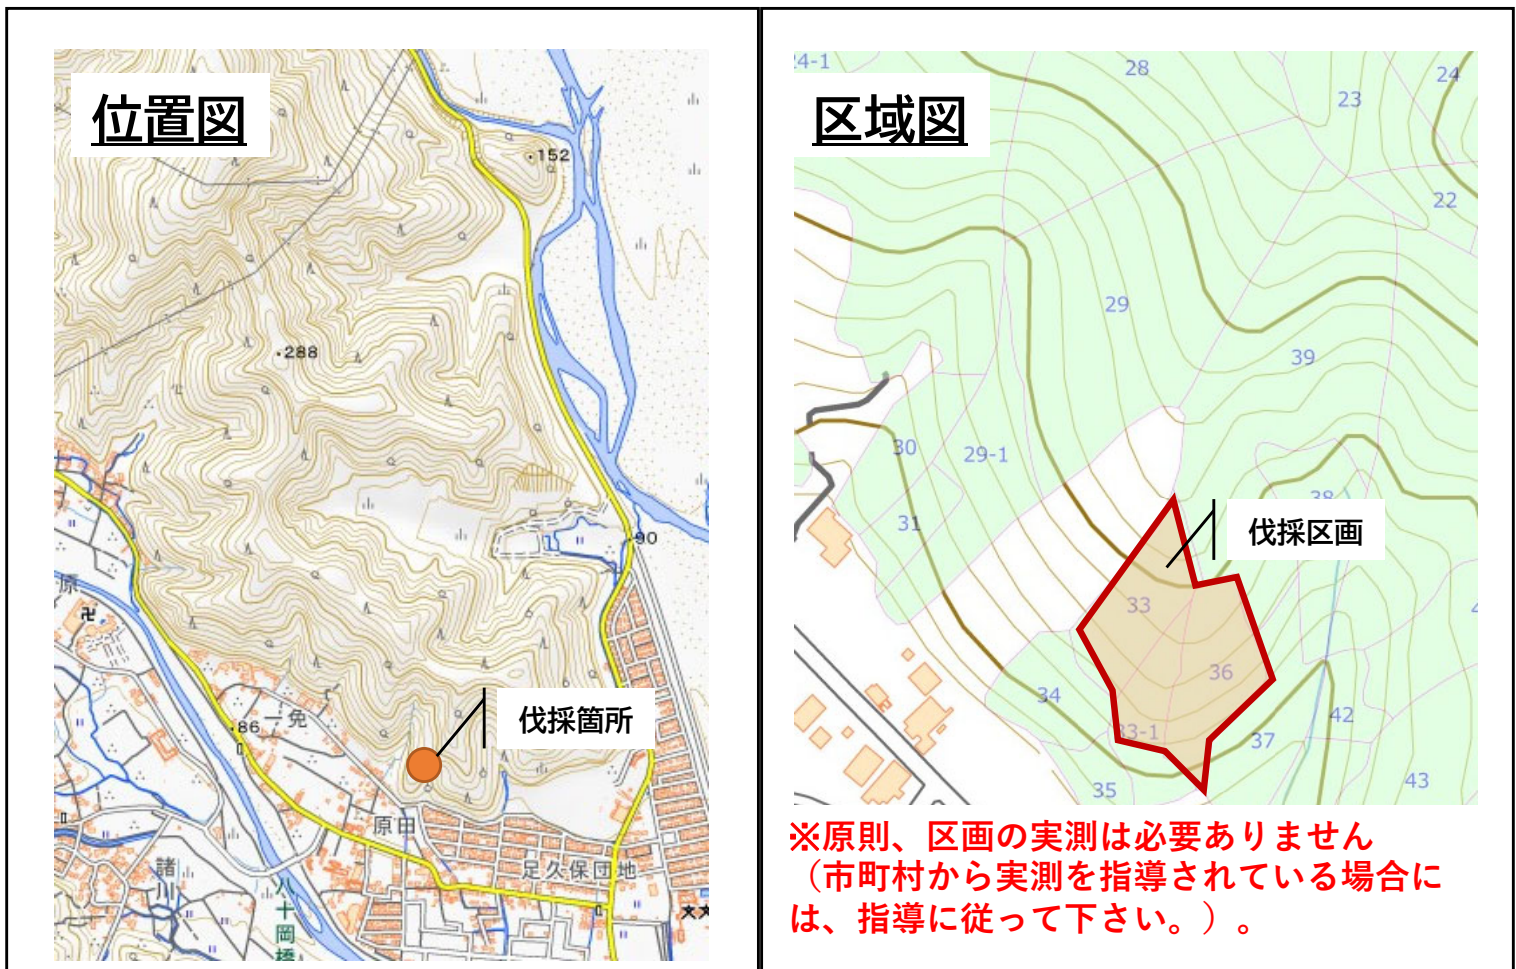 位置図
152
288
90
原
一免
86
伐採箇所
原田
足久保団地
諸川
八十岡橋
区域図
24-1
28
24
23
22
29
39
30
29-1
31
38
伐採区画
33
36
34
33-1
42
37
35
43
※原則、区画の実測は必要ありません
（市町村から実測を指導されている場合に
は、指導に従って下さい。）。